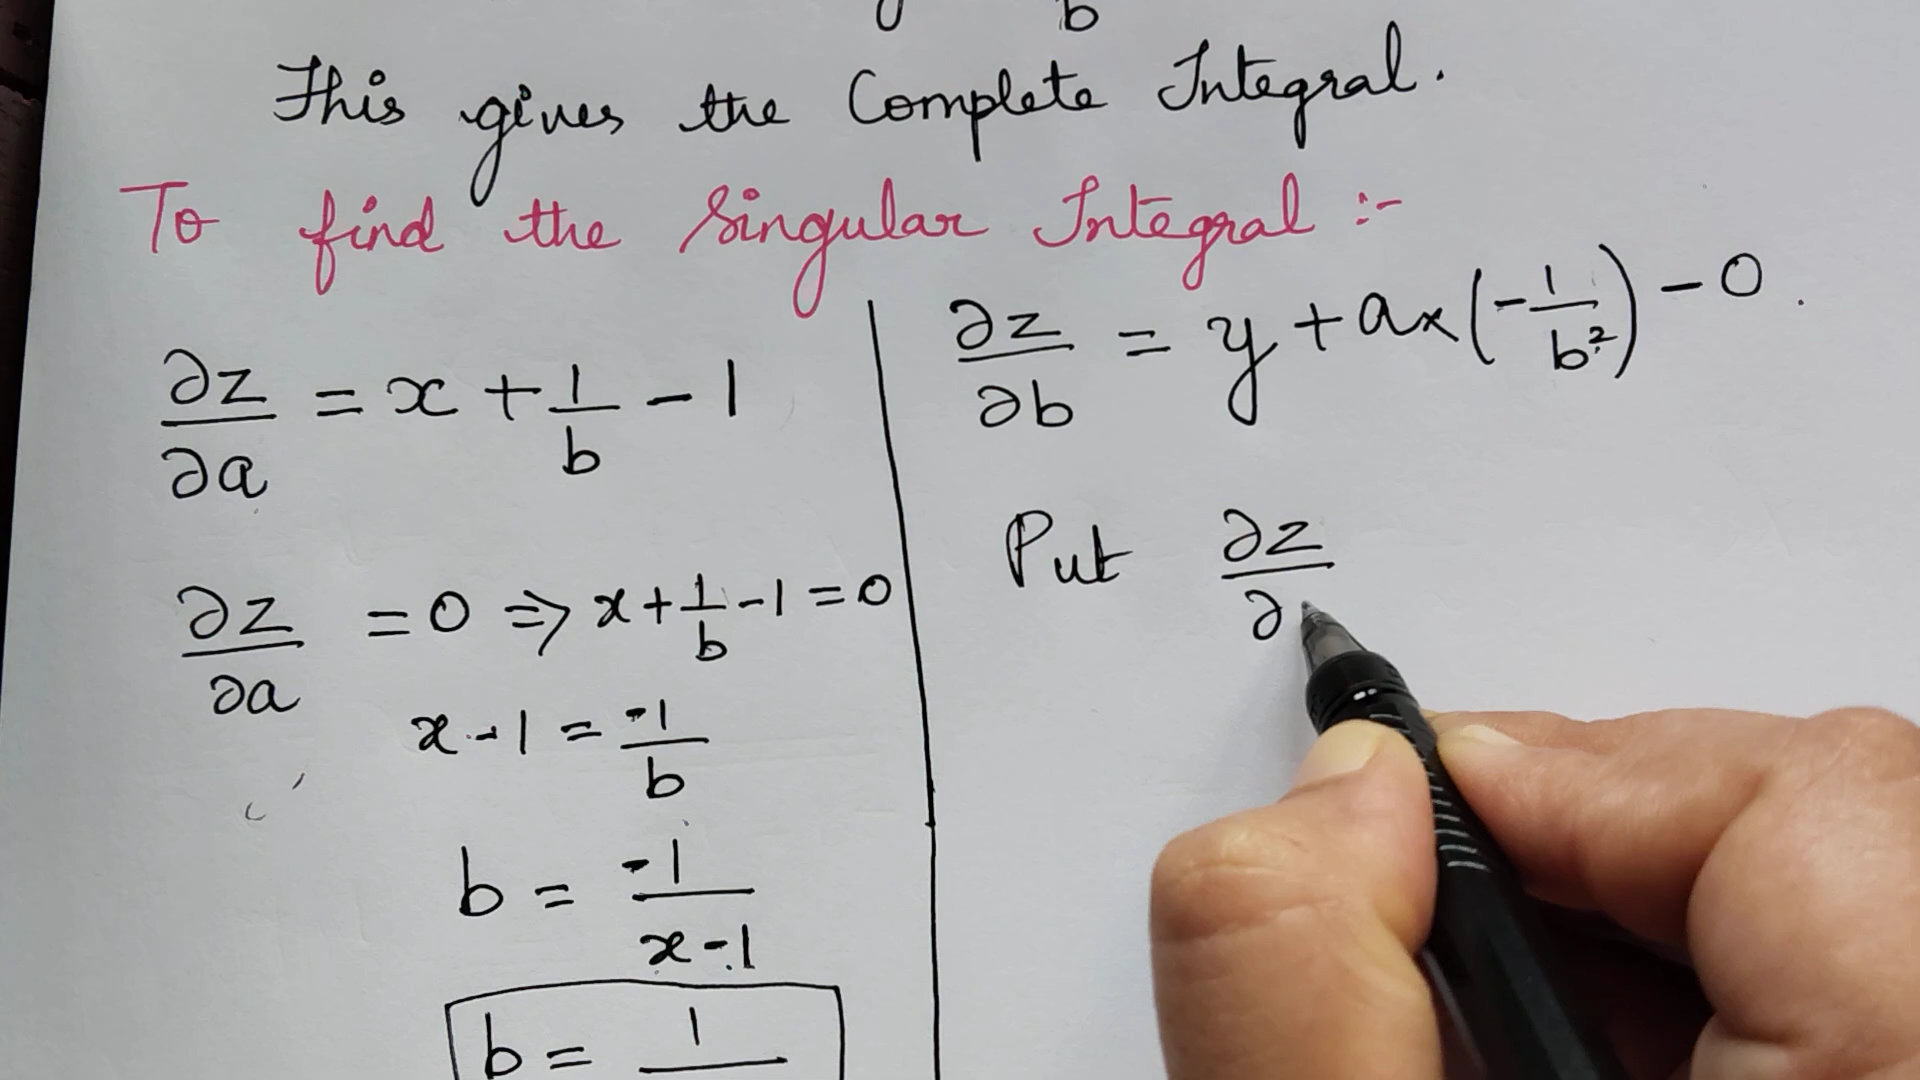 y b
This gives the Complete Integral.
To find the Singular Integral :-
∂z/∂a = x + 1/b - 1
∂z/∂a = 0 ⇒ x + 1/b - 1 = 0
x - 1 = -1/b
b = -1/(x-1)
b = 1/
∂z/∂b = y + a × (-1/b²) - 0.
Put ∂z/∂